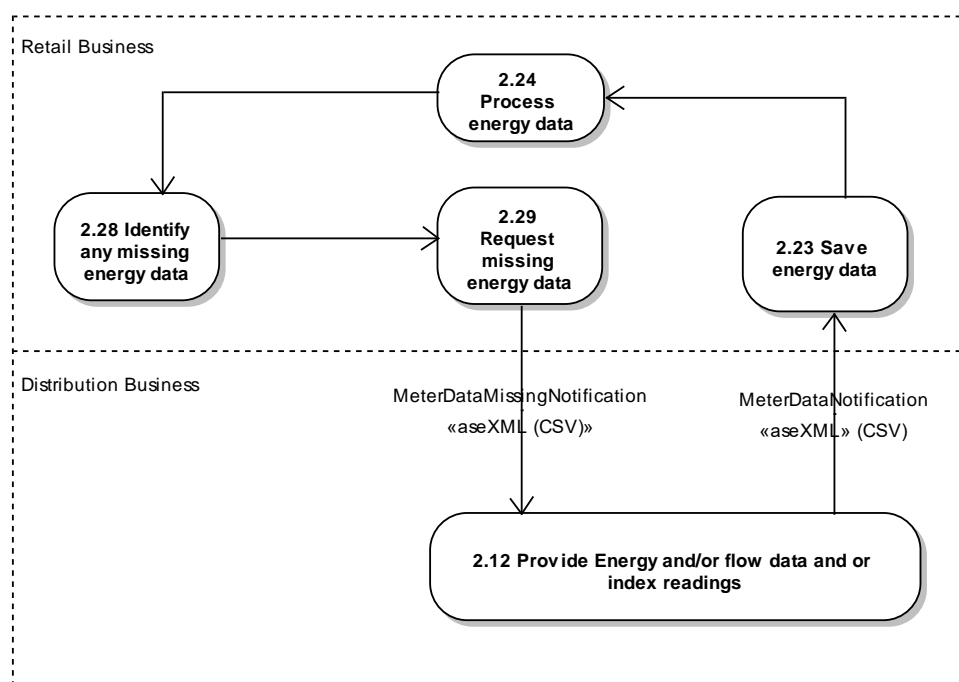 Retail Business
2.24
Process
energy data
2.28 Identify
any missing
energy data
2.29
Request
missing
energy data
2.23 Save
energy data
Distribution Business
MeterDataMissingNotification
«aseXML (CSV)»
MeterDataNotification
«aseXML» (CSV)
2.12 Provide Energy and/or flow data and or
index readings